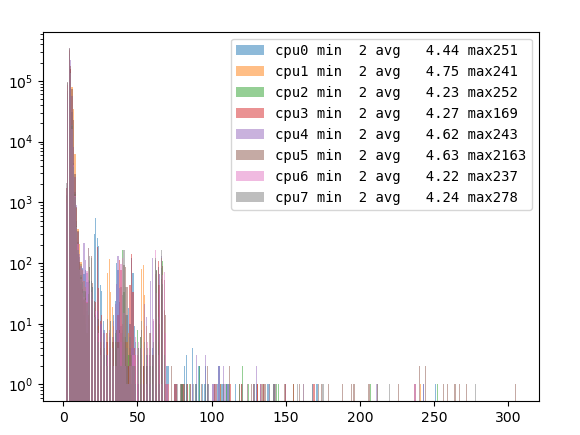 cpu0 min  2 avg   4.44 max251
cpu1 min  2 avg   4.75 max241
cpu2 min  2 avg   4.23 max252
cpu3 min  2 avg   4.27 max169
cpu4 min  2 avg   4.62 max243
cpu5 min  2 avg   4.63 max2163
cpu6 min  2 avg   4.22 max237
cpu7 min  2 avg   4.24 max278
10⁵
10⁴
10³
10²
10¹
10⁰
0 50 100 150 200 250 300